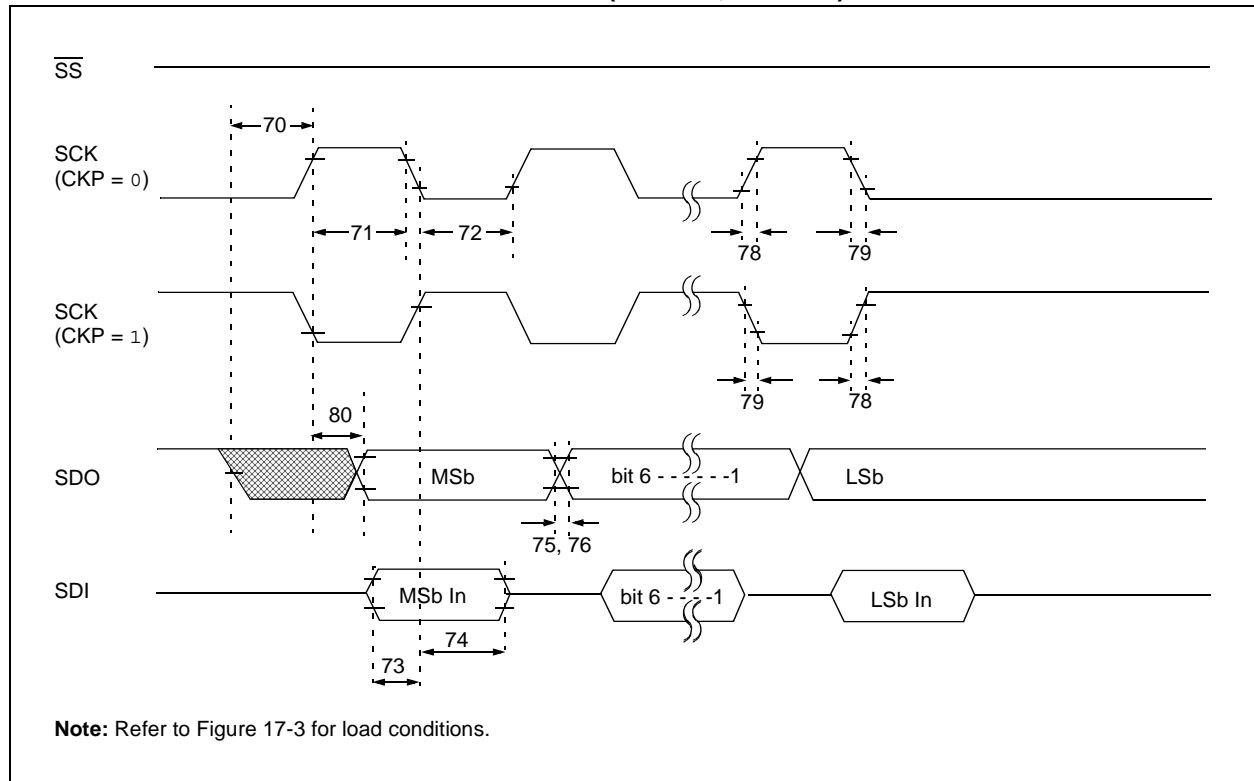 SS
70
SCK
(CKP = 0)
71
72
78
79
SCK
(CKP = 1)
79
78
80
SDO
MSb
bit 6 - - - - - -1
LSb
75, 76
SDI
MSb In
bit 6 - - - - -1
LSb In
74
73
Note: Refer to Figure 17-3 for load conditions.